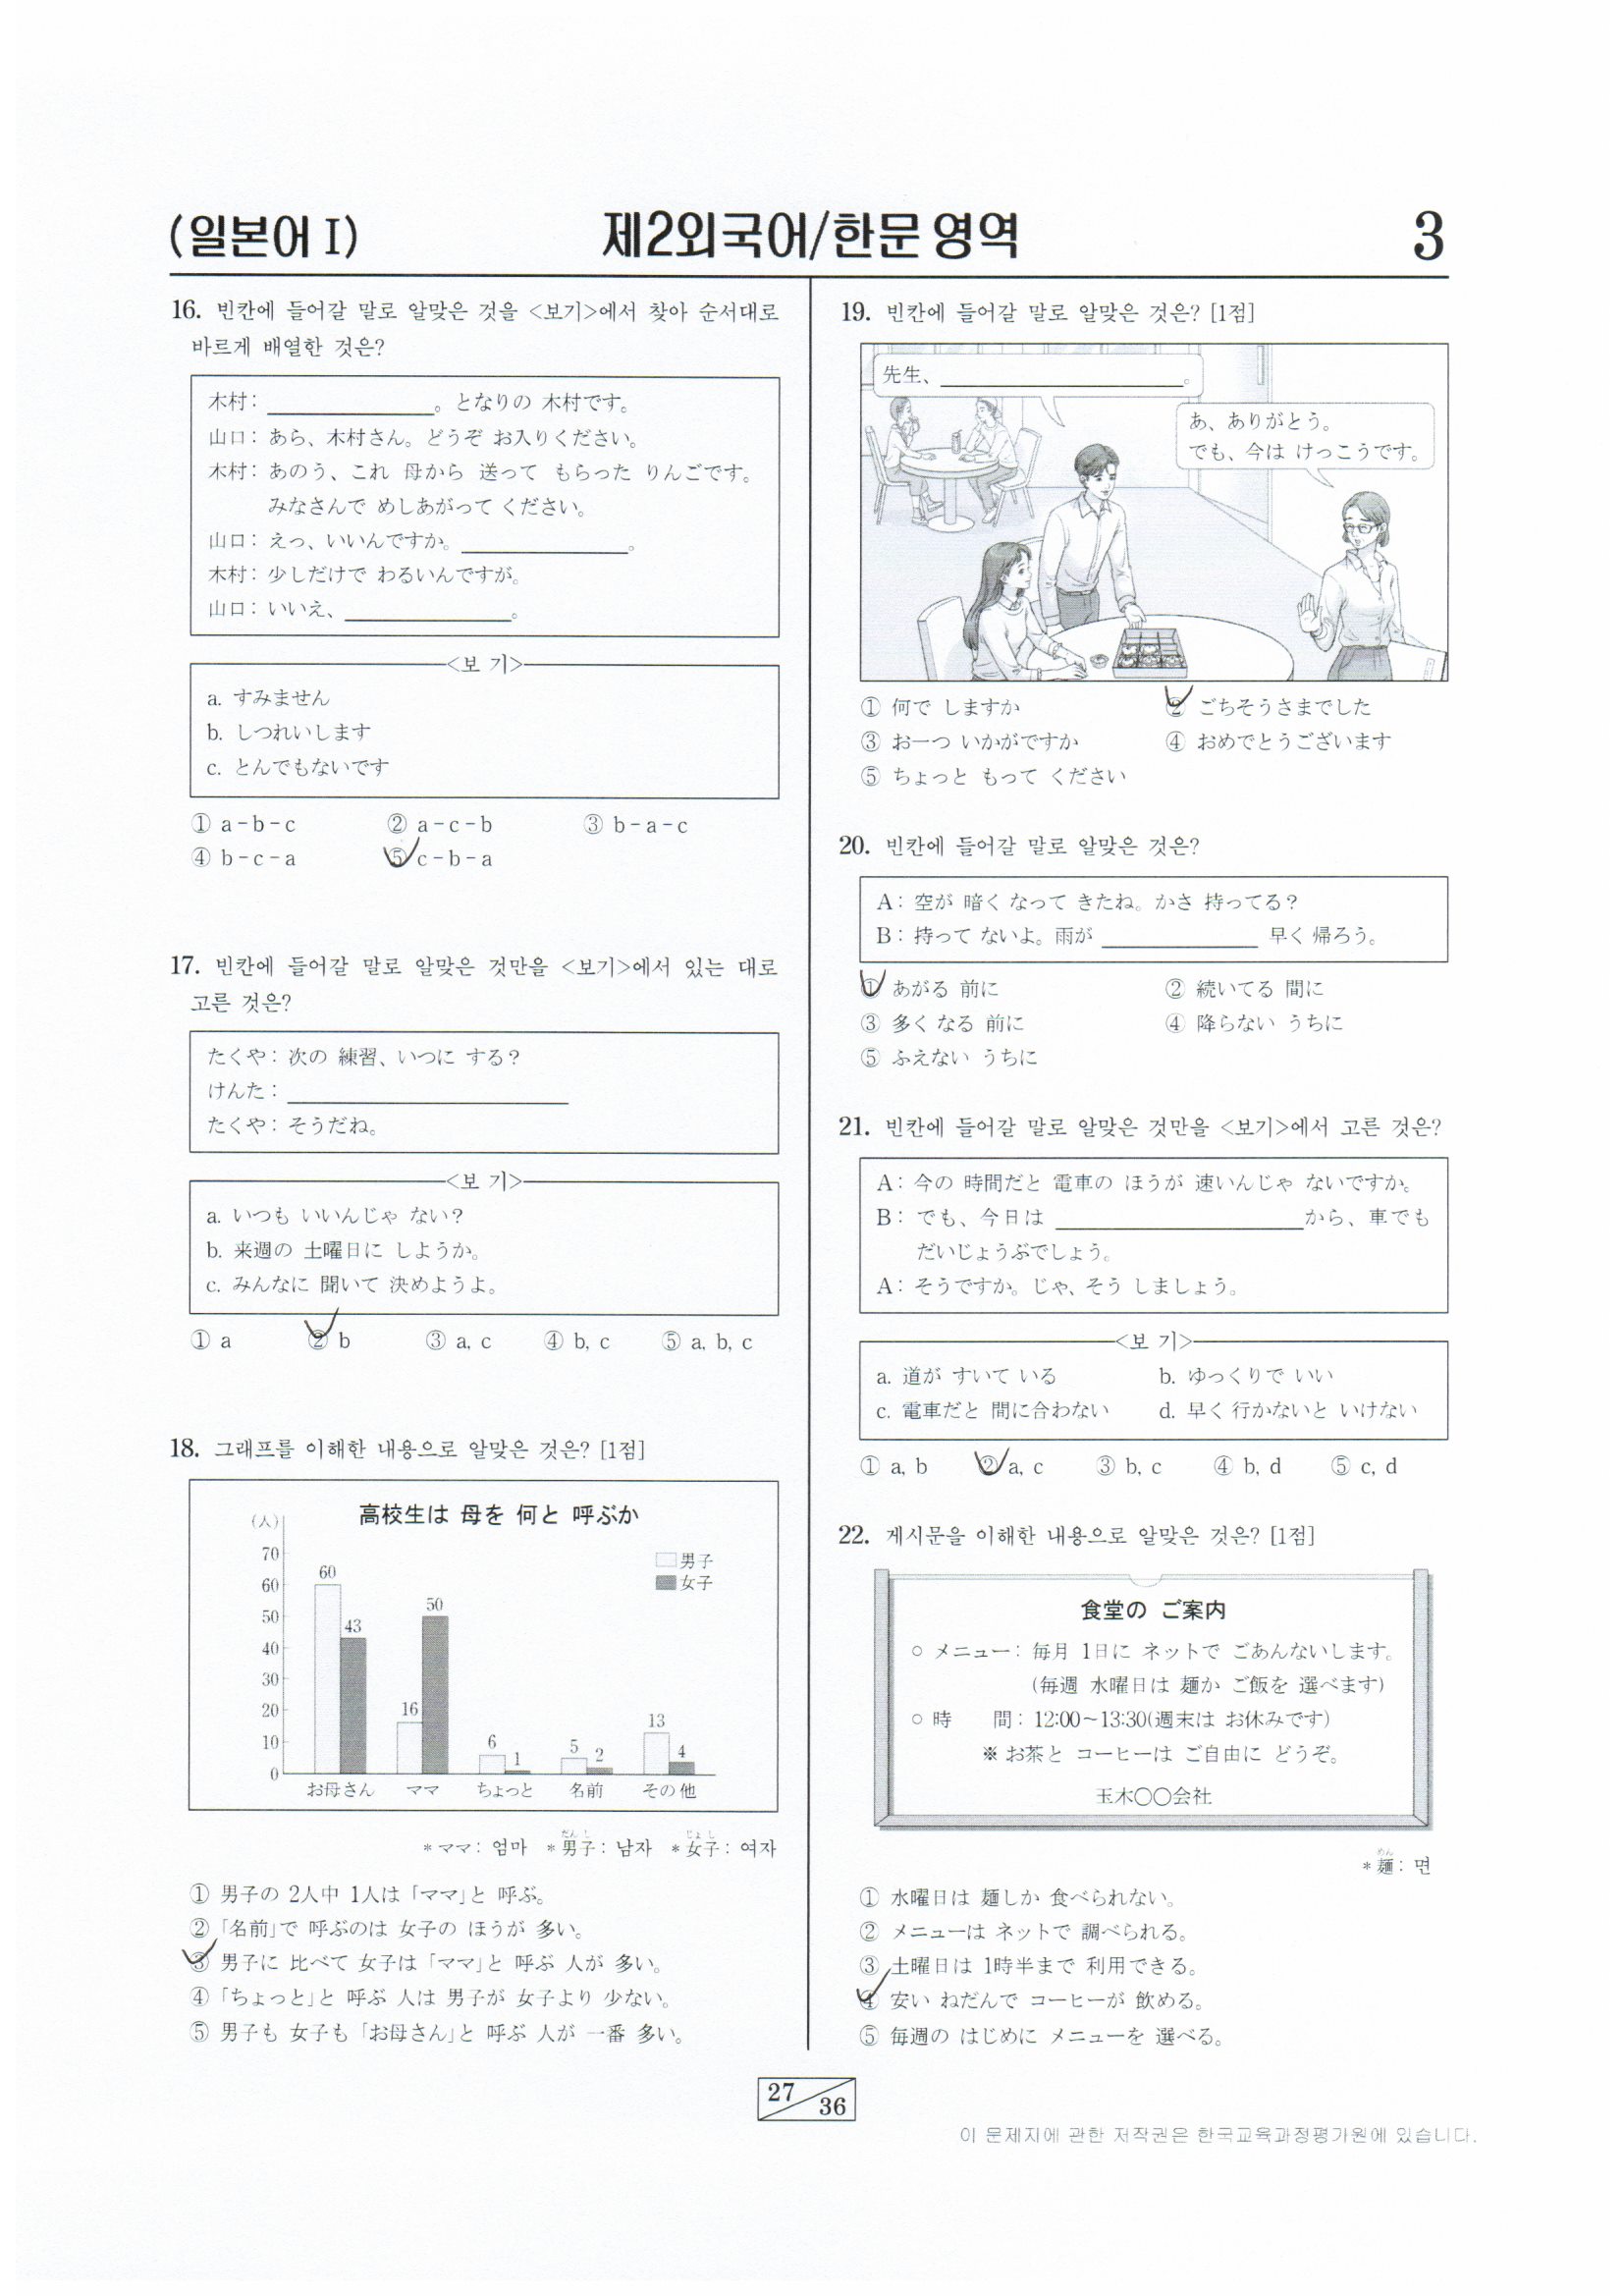 (일본어 I)
제2외국어/한문 영역
3
16. 빈칸에 들어갈 말로 알맞은 것을 <보기>에서 찾아 순서대로
바르게 배열한 것은?
木村: ____________。となりの 木村です。
山口: あら、木村さん。どうぞ お入りください。
木村: あのう、これ 母から 送って もらった りんごです。
みなさんで めしあがって ください。
山口: えっ、いいんですか。____________。
木村: 少しだけで わるいんですが。
山口: いいえ、____________。
<보 기>
a. すみません
b. しつれいします
c. とんでもないです
① a-b-c ② a-c-b ③ b-a-c
④ b-c-a ⑤ c-b-a
17. 빈칸에 들어갈 말로 알맞은 것만을 <보기>에서 있는 대로
고른 것은?
たくや: 次の 練習、いつに する?
けんた: ____________
たくや: そうだね。
<보 기>
a. いつも いいんじゃ ない?
b. 来週の 土曜日に しようか。
c. みんなに 聞いて 決めようよ。
① a ② b ③ a, c ④ b, c ⑤ a, b, c
18. 그래프를 이해한 내용으로 알맞은 것은? [1점]
高校生は 母を 何と 呼ぶか
(人)
男子
女子
70
60
50
40
30
20
10
0
60 43 16 50 6 1 5 2 13 4
お母さん ママ ちょっと 名前 その他
*ママ: 엄마 *男子: 남자 *女子: 여자
だんし じょし
① 男子の 2人中 1人は「ママ」と 呼ぶ。
②「名前」で 呼ぶのは 女子の ほうが 多い。
③ 男子に 比べて 女子は「ママ」と 呼ぶ 人が 多い。
④「ちょっと」と 呼ぶ 人は 男子が 女子より 少ない。
⑤ 男子も 女子も「お母さん」と 呼ぶ 人が 一番 多い。
19. 빈칸에 들어갈 말로 알맞은 것은? [1점]
先生、____________。
あ、ありがとう。
でも、今は けっこうです。
① 何で しますか ② ごちそうさまでした
③ お一つ いかがですか ④ おめでとうございます
⑤ ちょっと もって ください
20. 빈칸에 들어갈 말로 알맞은 것은?
A: 空が 暗く なって きたね。かさ 持ってる?
B: 持って ないよ。雨が ____________ 早く 帰ろう。
① あがる 前に ② 続いてる 間に
③ 多く なる 前に ④ 降らない うちに
⑤ ふえない うちに
21. 빈칸에 들어갈 말로 알맞은 것만을 <보기>에서 고른 것은?
A: 今の 時間だと 電車の ほうが 速いんじゃ ないですか。
B: でも、今日は ____________から、車でも
だいじょうぶでしょう。
A: そうですか。じゃ、そう しましょう。
<보 기>
a. 道が すいて いる b. ゆっくりで いい
c. 電車だと 間に合わない d. 早く 行かないと いけない
① a, b ② a, c ③ b, c ④ b, d ⑤ c, d
22. 게시문을 이해한 내용으로 알맞은 것은? [1점]
食堂の ご案内
○ メニュー: 毎月 1日に ネットで ごあんないします。
(毎週 水曜日は 麺か ご飯を 選べます)
○ 時 間: 12:00~13:30(週末は お休みです)
※ お茶と コーヒーは ご自由に どうぞ。
玉木○○会社
めん
*麺: 면
① 水曜日は 麺しか 食べられない。
② メニューは ネットで 調べられる。
③ 土曜日は 1時半まで 利用できる。
④ 安い ねだんで コーヒーが 飲める。
⑤ 毎週の はじめに メニューを 選べる。
27
36
이 문제지에 관한 저작권은 한국교육과정평가원에 있습니다.